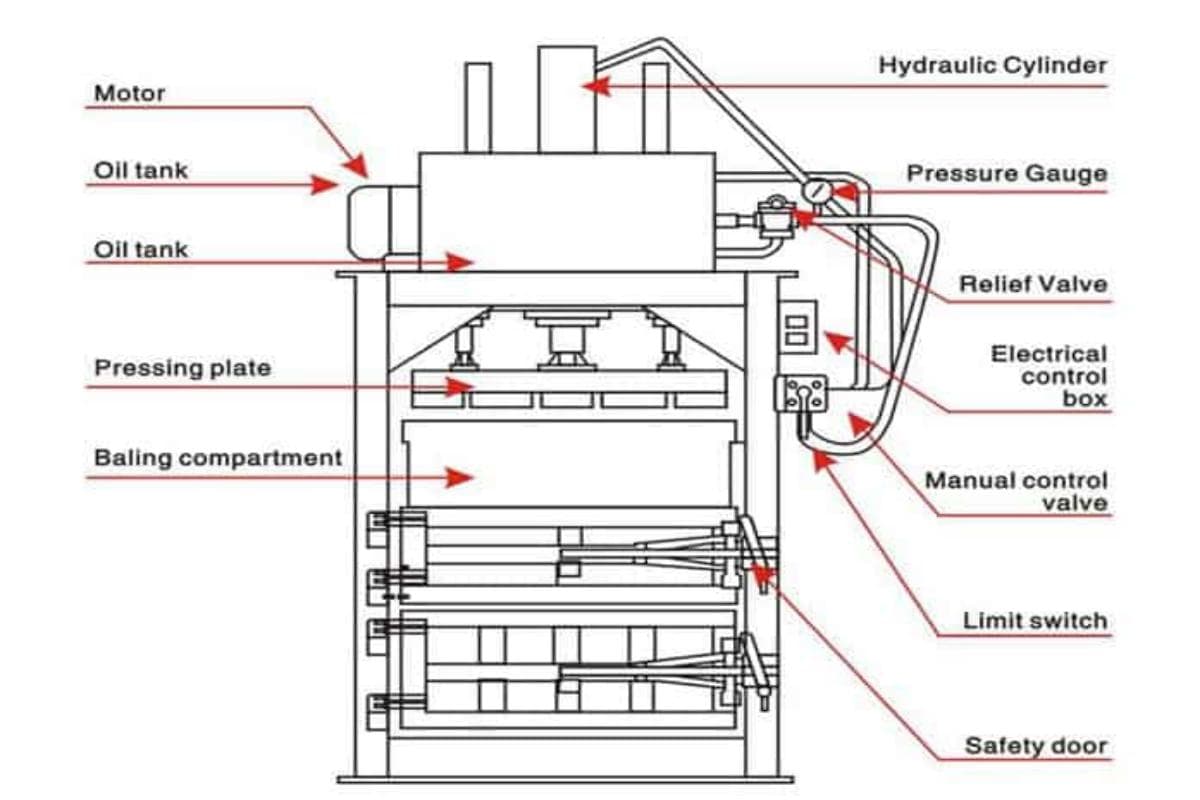 Motor
Oil tank
Oil tank
Pressing plate
Baling compartment
Hydraulic Cylinder
Pressure Gauge
Relief Valve
Electrical
control
box
Manual control
valve
Limit switch
Safety door